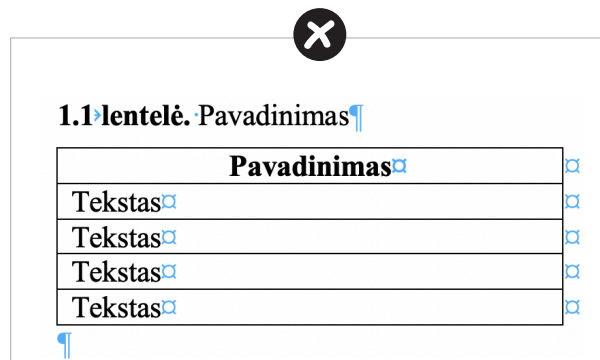 1.1 lentelė. Pavadinimas¶
Pavadinimas¤ ¤
Tekstas¤ ¤
Tekstas¤ ¤
Tekstas¤ ¤
Tekstas¤ ¤
¶